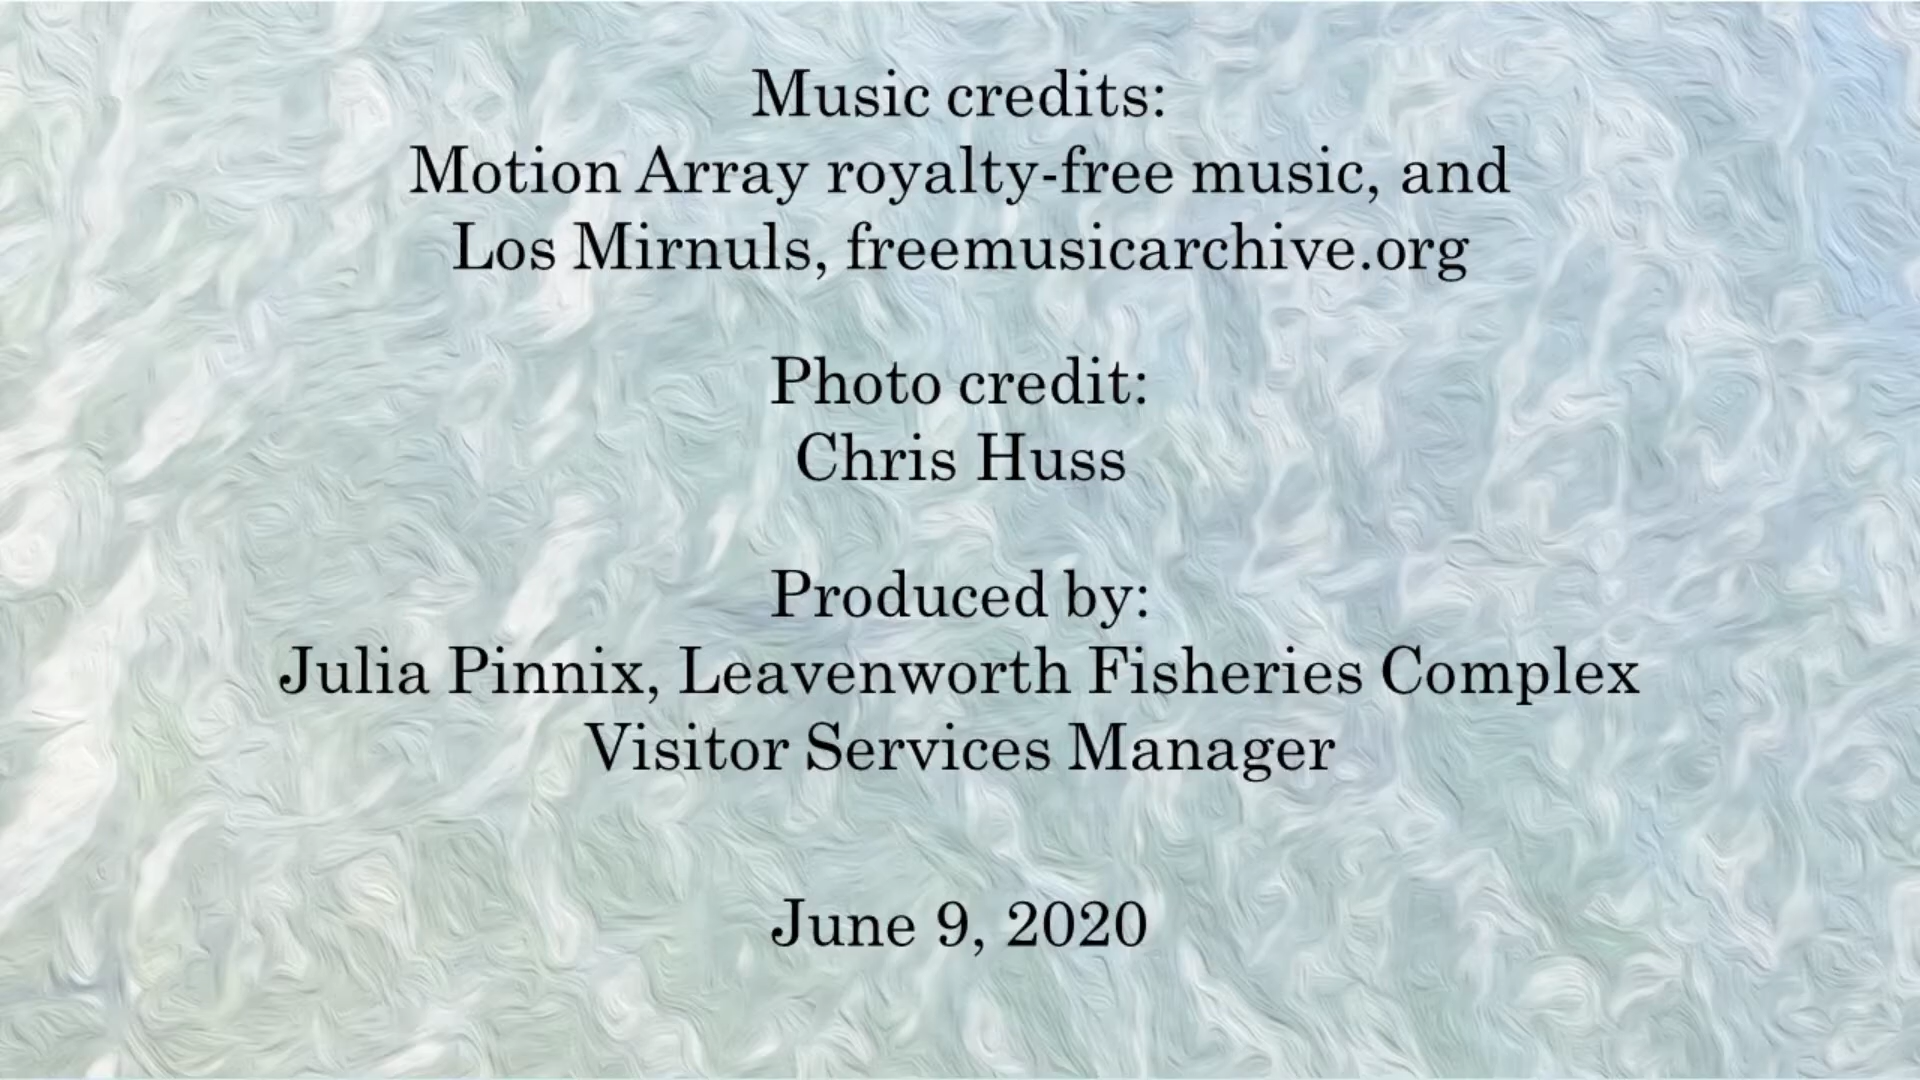 Music credits:
Motion Array royalty-free music, and
Los Mirnuls, freemusicarchive.org
Photo credit:
Chris Huss
Produced by:
Julia Pinnix, Leavenworth Fisheries Complex
Visitor Services Manager
June 9, 2020